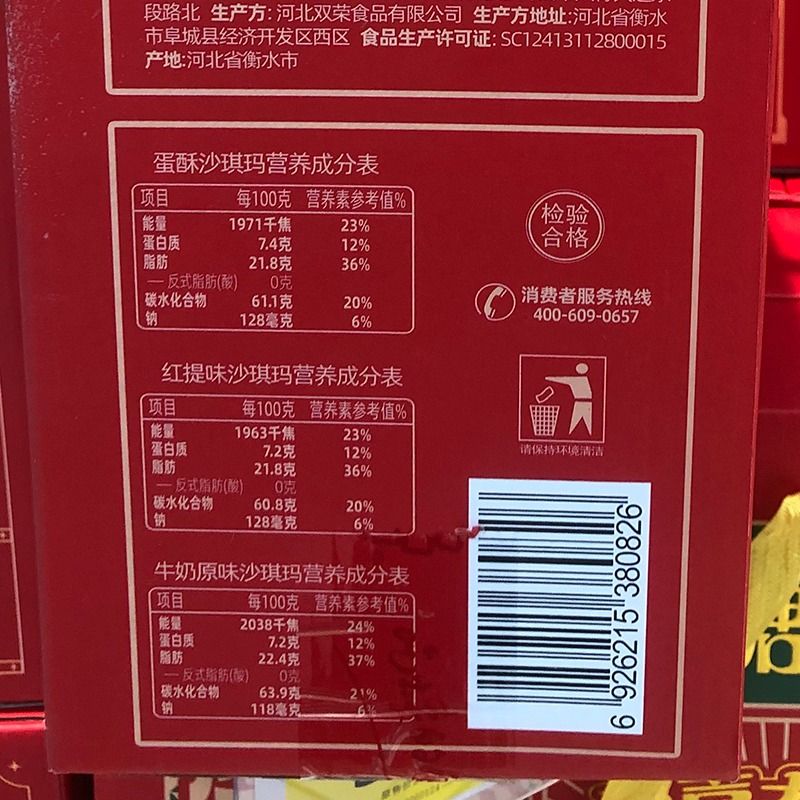 段路北 生产方: 河北双荣食品有限公司 生产方地址:河北省衡水
市阜城县经济开发区西区 食品生产许可证: SC12413112800015
产地:河北省衡水市
蛋酥沙琪玛营养成分表
项目 每100克 营养素参考值%
能量 1971千焦 23%
蛋白质 7.4克 12%
脂肪 21.8克 36%
— 反式脂肪(酸) 0克
碳水化合物 61.1克 20%
钠 128毫克 6%
检验
合格
消费者服务热线
400-609-0657
红提味沙琪玛营养成分表
项目 每100克 营养素参考值%
能量 1963千焦 23%
蛋白质 7.2克 12%
脂肪 21.8克 36%
— 反式脂肪(酸) 0克
碳水化合物 60.8克 20%
钠 128毫克 6%
请保持环境清洁
牛奶原味沙琪玛营养成分表
项目 每100克 营养素参考值%
能量 2038千焦 24%
蛋白质 7.2克 12%
脂肪 22.4克 37%
— 反式脂肪(酸) 0克
碳水化合物 63.9克 21%
钠 118毫克 6%
6 926215 380826